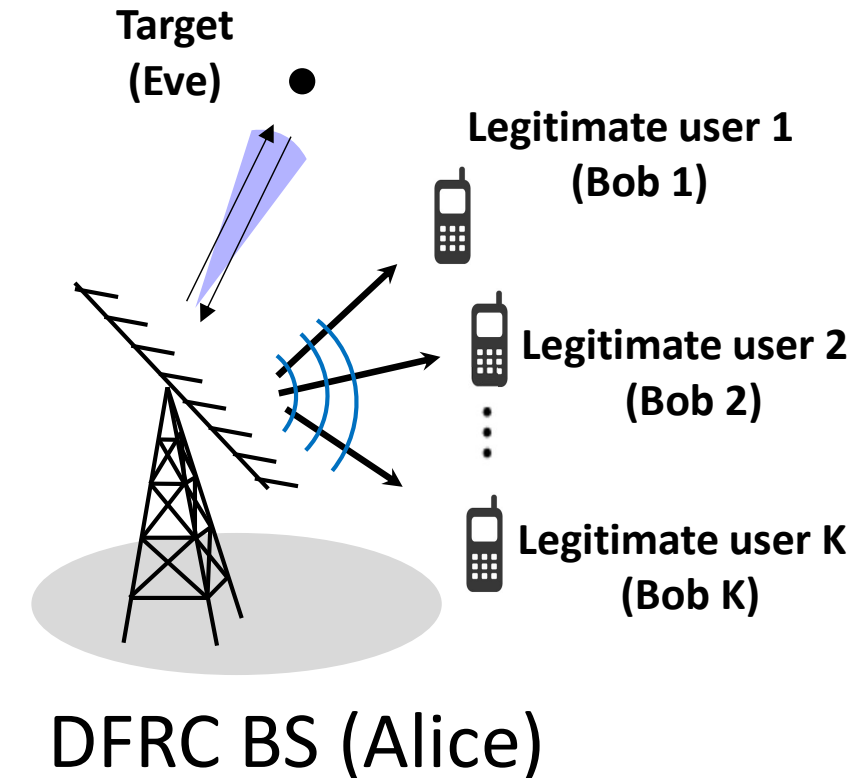 Target
(Eve)
Legitimate user 1
(Bob 1)
Legitimate user 2
(Bob 2)
Legitimate user K
(Bob K)
DFRC BS (Alice)